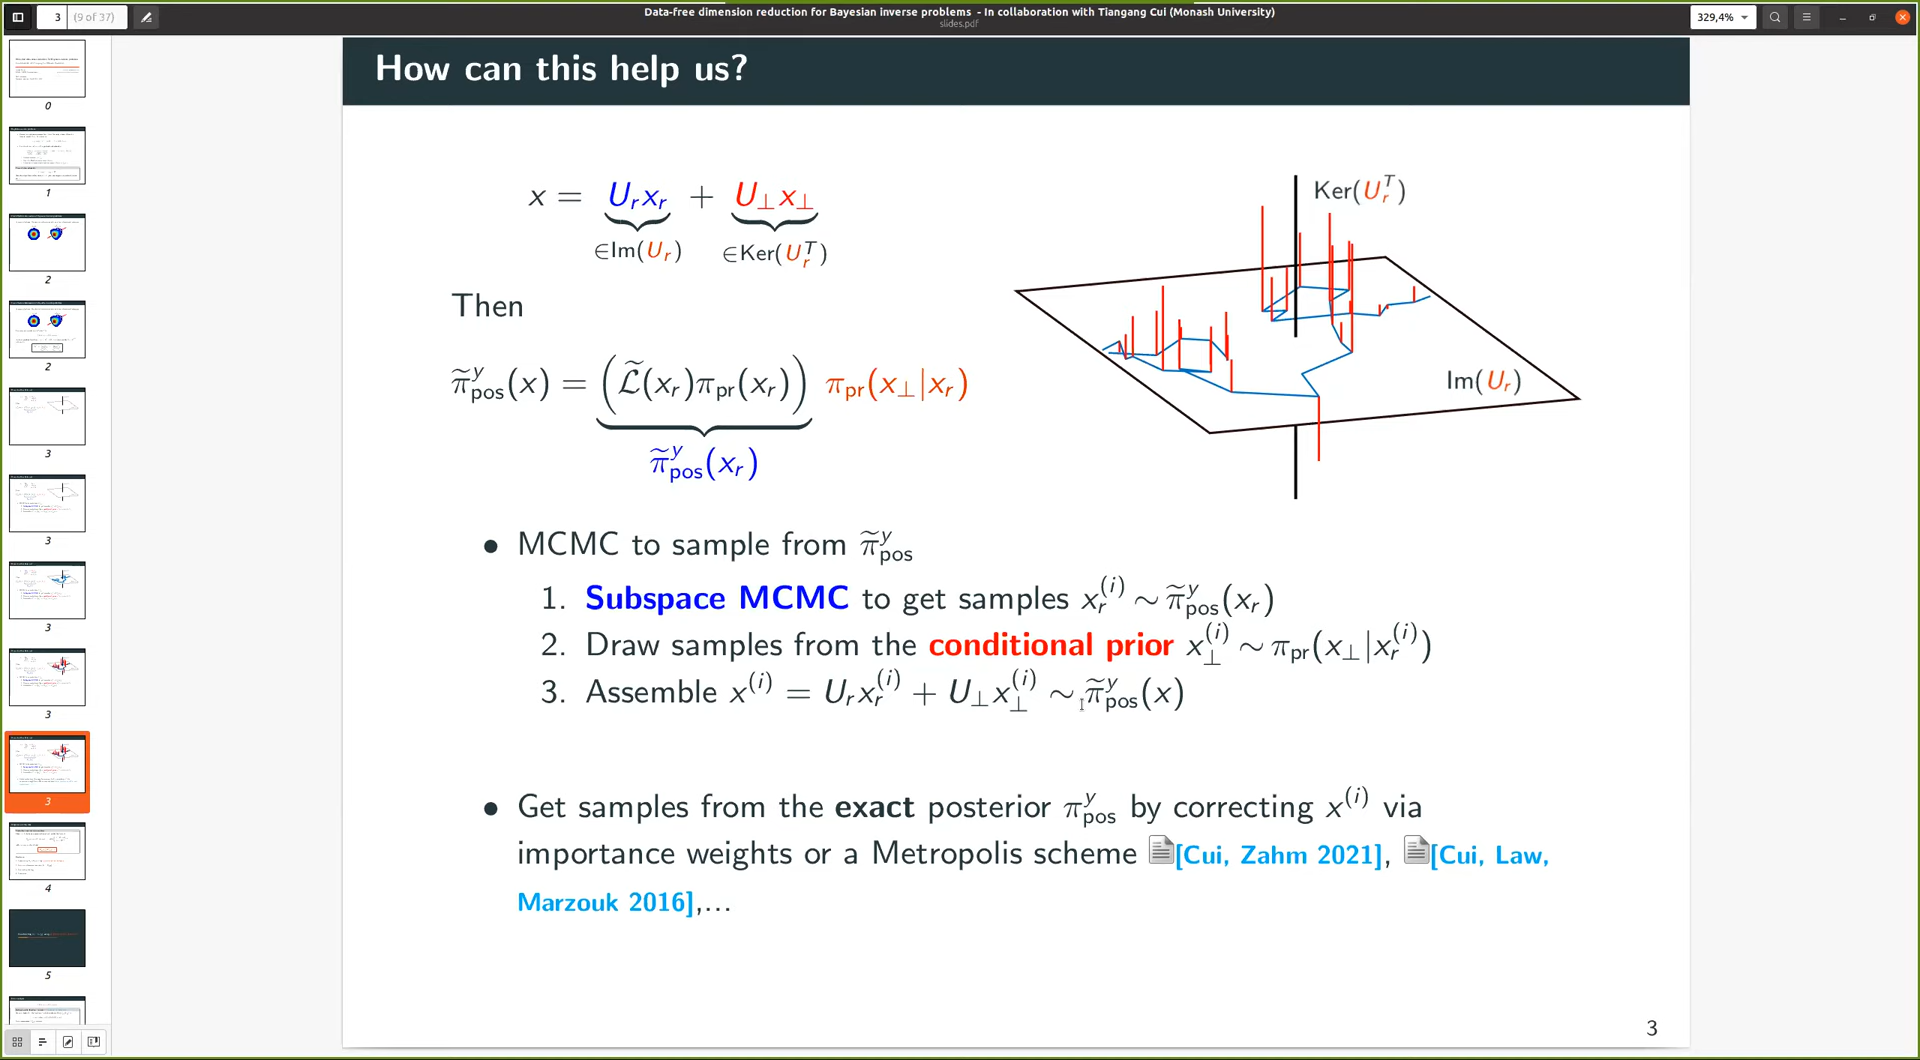 Data-free dimension reduction for Bayesian inverse problems - In collaboration with Tiangang Cui (Monash University)
slides.pdf
3 (9 of 37)
329,4%
0
1
2
2
3
3
3
3
3
4
5
How can this help us?
x = U_r x_r + U_⊥ x_⊥
∈Im(U_r) ∈Ker(U_r^T)
Then
π̃_pos^y(x) = (L̃(x_r)π_pr(x_r)) π_pr(x_⊥|x_r)
π̃_pos^y(x_r)
Ker(U_r^T)
Im(U_r)
• MCMC to sample from π̃_pos^y
1. Subspace MCMC to get samples x_r^(i) ∼ π̃_pos^y(x_r)
2. Draw samples from the conditional prior x_⊥^(i) ∼ π_pr(x_⊥|x_r^(i))
3. Assemble x^(i) = U_r x_r^(i) + U_⊥ x_⊥^(i) ∼ π̃_pos^y(x)
• Get samples from the exact posterior π_pos^y by correcting x^(i) via
importance weights or a Metropolis scheme [Cui, Zahm 2021], [Cui, Law,
Marzouk 2016],...
3